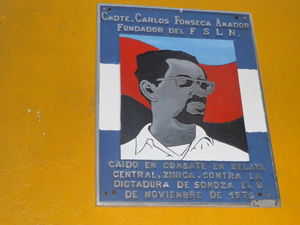 CMDTE. CARLOS FONSECA AMADOR
FUNDADOR DEL F S L N.
CAIDO EN COMBATE EN ZELAYA
CENTRAL, ZINICA, CONTRA LA
DICTADURA DE SOMOZA EL 8
DE NOVIEMBRE DE 1976